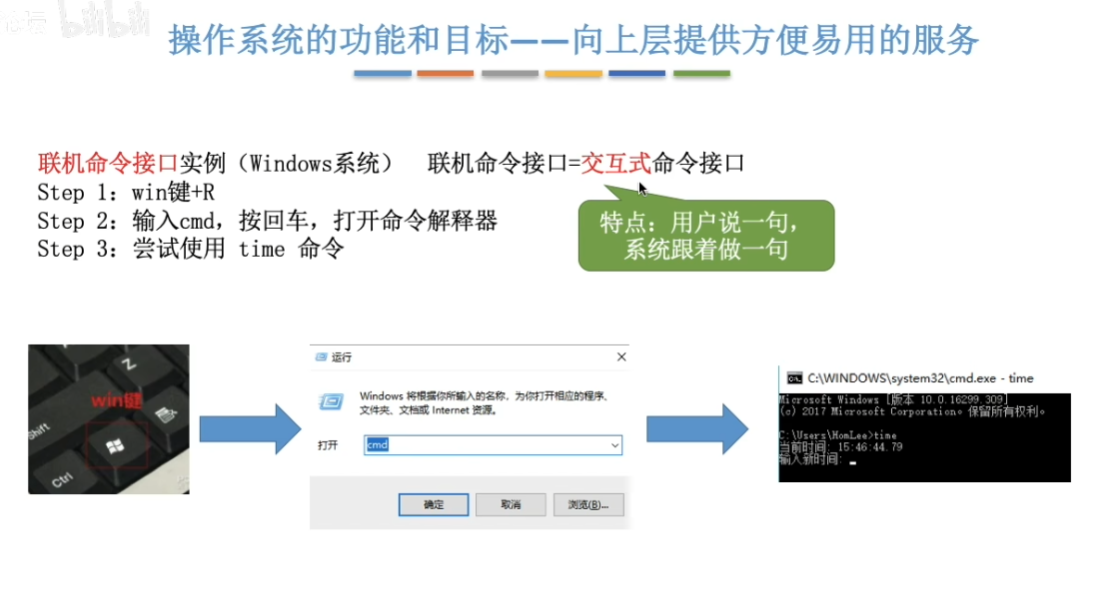 bilibili
操作系统的功能和目标——向上层提供方便易用的服务
联机命令接口实例（Windows系统） 联机命令接口=交互式命令接口
Step 1: win键+R
Step 2: 输入cmd，按回车，打开命令解释器
Step 3: 尝试使用 time 命令
特点：用户说一句，
系统跟着做一句
Z
win键
Shift
Ctrl
运行
Windows 将根据你所输入的名称，为你打开相应的程序、
文件夹、文档或 Internet 资源。
打开
cmd
确定 取消 浏览(B)...
C:\WINDOWS\system32\cmd.exe - time
Microsoft Windows [版本 10.0.16299.309]
(c) 2017 Microsoft Corporation。保留所有权利。
C:\Users\HomLee>time
当前时间: 15:46:44.79
输入新时间: